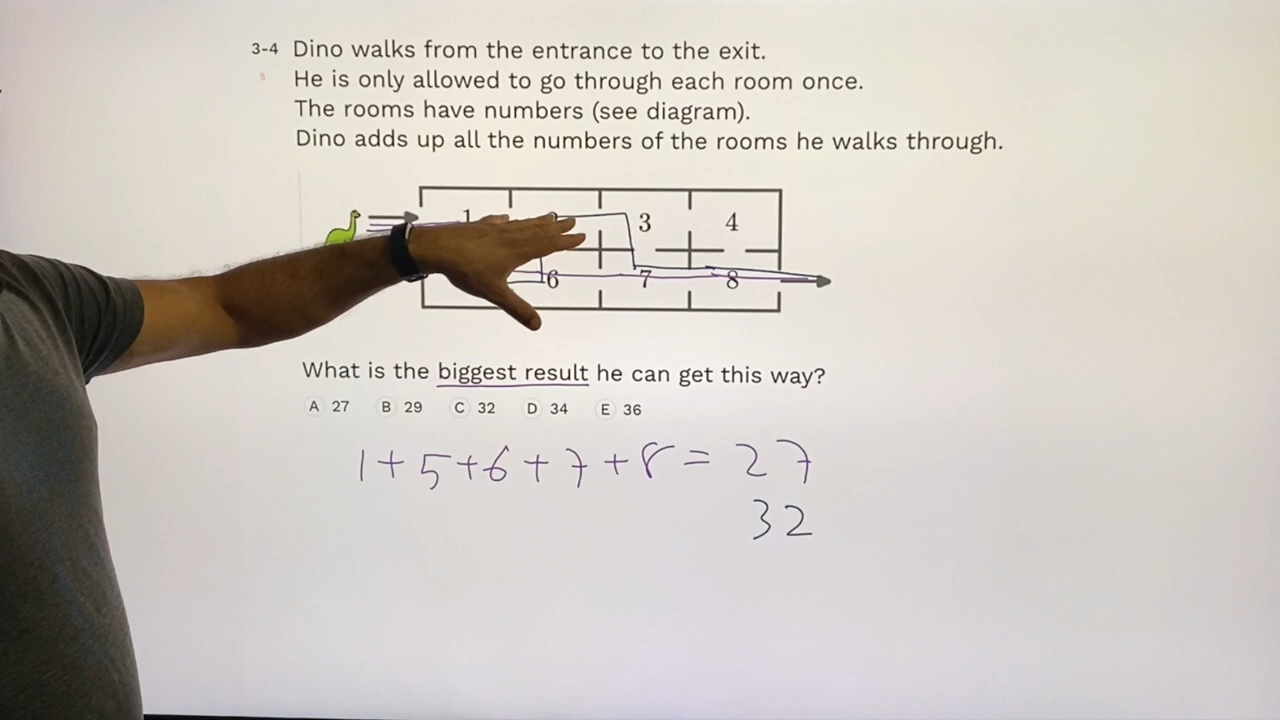 3-4 Dino walks from the entrance to the exit.
5 He is only allowed to go through each room once.
The rooms have numbers (see diagram).
Dino adds up all the numbers of the rooms he walks through.
1 3 4
6 7 8
What is the biggest result he can get this way?
A 27 B 29 C 32 D 34 E 36
1+5+6+7+8=27
32